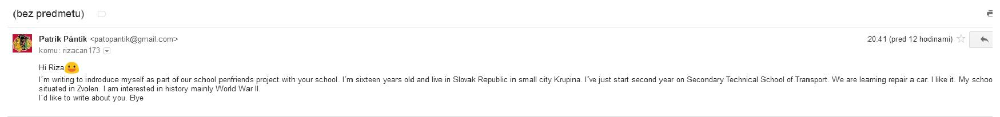 (bez predmetu)
Patrik Pántik <patopantik@gmail.com>
20:41 (pred 12 hodinami)
komu: rizacan173
Hi Riza
I´m writing to indroduce myself as part of our school penfriends project with your school. I´m sixteen years old and live in Slovak Republic in small city Krupina. I´ve just start second year on Secondary Technical School of Transport. We are learning repair a car. I like it. My schoo
situated in Zvolen. I am interested in history mainly World War II.
I´d like to write about you. Bye